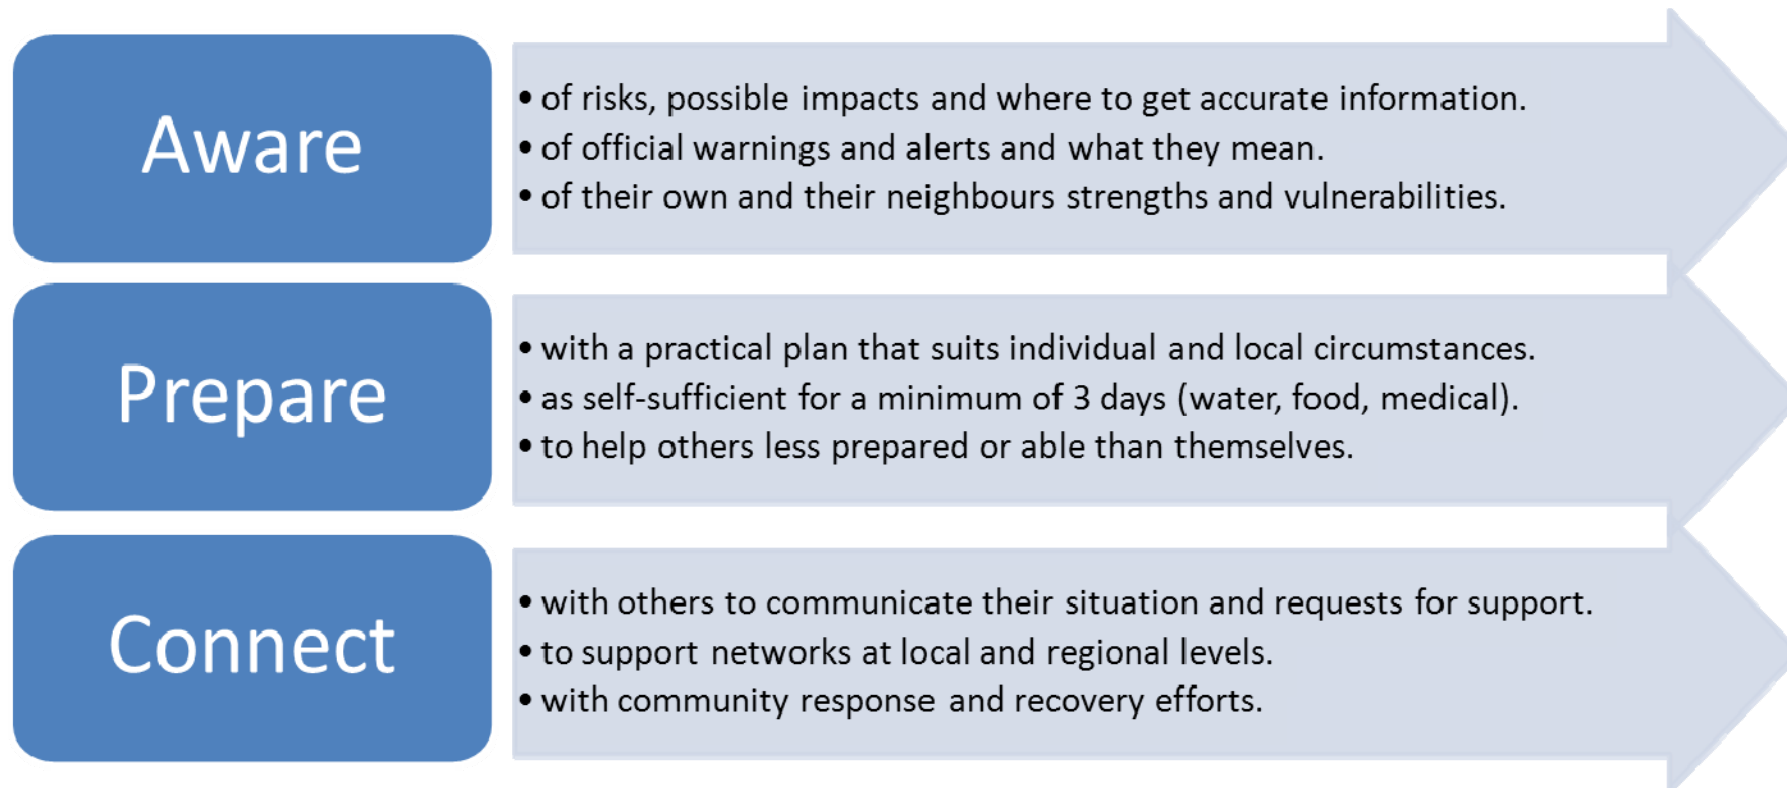 Aware
• of risks, possible impacts and where to get accurate information.
• of official warnings and alerts and what they mean.
• of their own and their neighbours strengths and vulnerabilities.
Prepare
• with a practical plan that suits individual and local circumstances.
• as self-sufficient for a minimum of 3 days (water, food, medical).
• to help others less prepared or able than themselves.
Connect
• with others to communicate their situation and requests for support.
• to support networks at local and regional levels.
• with community response and recovery efforts.